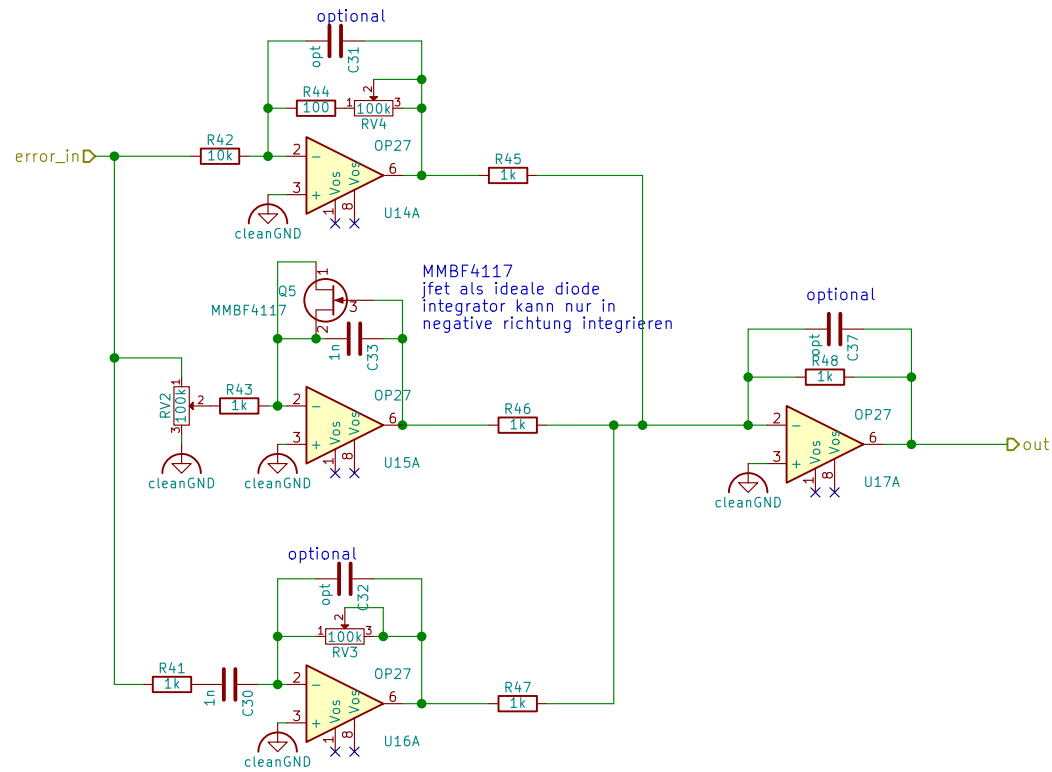 optional
opt
C31
2
R44
100
1
100k
3
RV4
error_in
R42
10k
OP27
2
6
3
Vos
Vos
1
8
U14A
cleanGND
R45
1k
MMBF4117
jfet als ideale diode
integrator kann nur in
negative richtung integrieren
Q5
MMBF4117
1
3
2
1n
C33
RV2
100k
1
2
3
cleanGND
R43
1k
OP27
2
6
3
Vos
Vos
1
8
U15A
cleanGND
R46
1k
optional
opt
C37
R48
1k
OP27
2
6
3
Vos
Vos
1
8
U17A
cleanGND
out
optional
opt
C32
2
1
100k
3
RV3
R41
1k
1n
C30
OP27
2
6
3
Vos
Vos
1
8
U16A
cleanGND
R47
1k